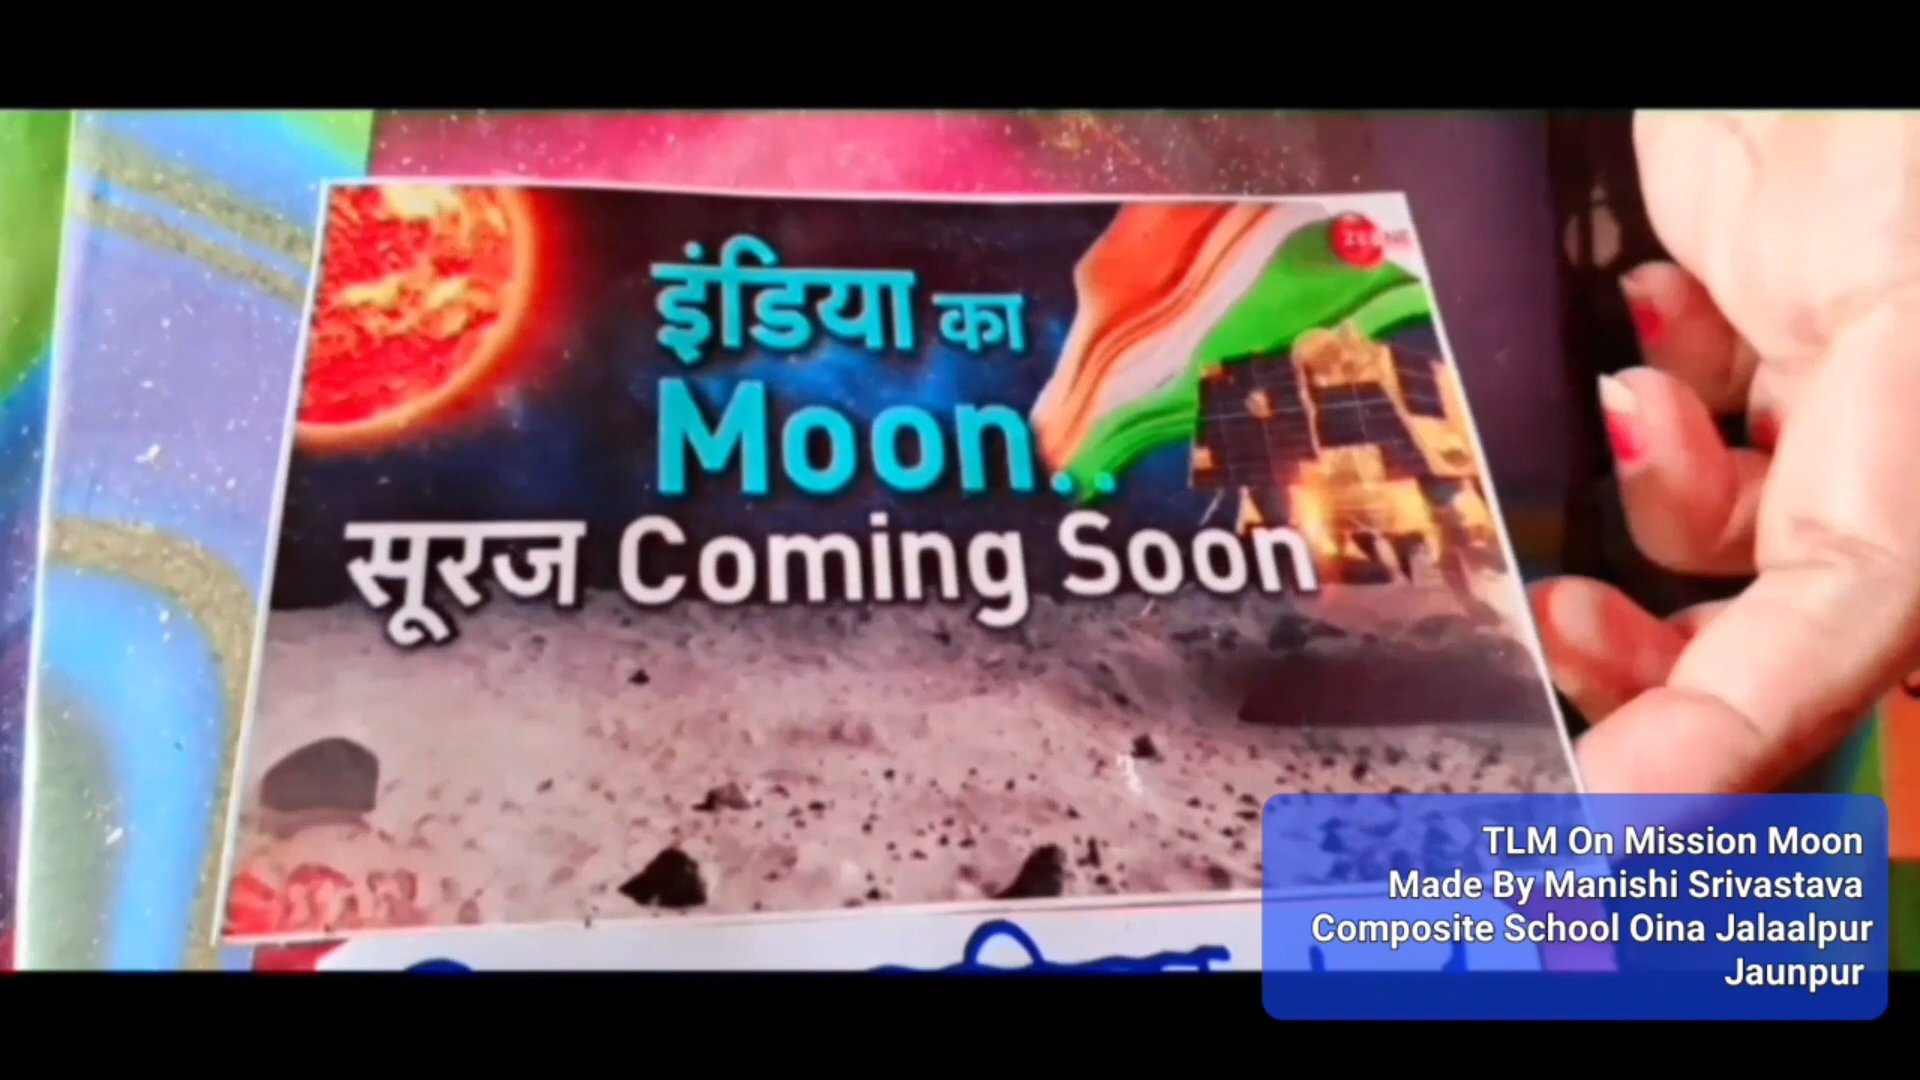 इंडिया का
Moon..
सूरज Coming Soon
TLM On Mission Moon
Made By Manishi Srivastava
Composite School Oina Jalaalpur
Jaunpur